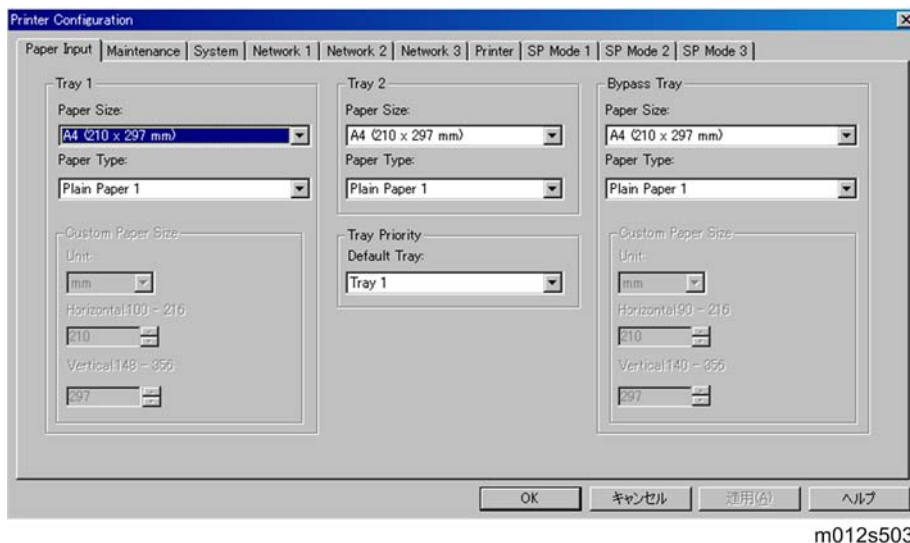 Printer Configuration
Paper Input Maintenance System Network 1 Network 2 Network 3 Printer SP Mode 1 SP Mode 2 SP Mode 3
Tray 1
Paper Size:
A4 (210 x 297 mm)
Paper Type:
Plain Paper 1
Custom Paper Size
Unit:
mm
Horizontal:100 - 216
210
Vertical:148 - 356
297
Tray 2
Paper Size:
A4 (210 x 297 mm)
Paper Type:
Plain Paper 1
Tray Priority
Default Tray:
Tray 1
Bypass Tray
Paper Size:
A4 (210 x 297 mm)
Paper Type:
Plain Paper 1
Custom Paper Size
Unit:
mm
Horizontal:90 - 216
210
Vertical:140 - 356
297
OK キャンセル 適用(A) ヘルプ
m012s503